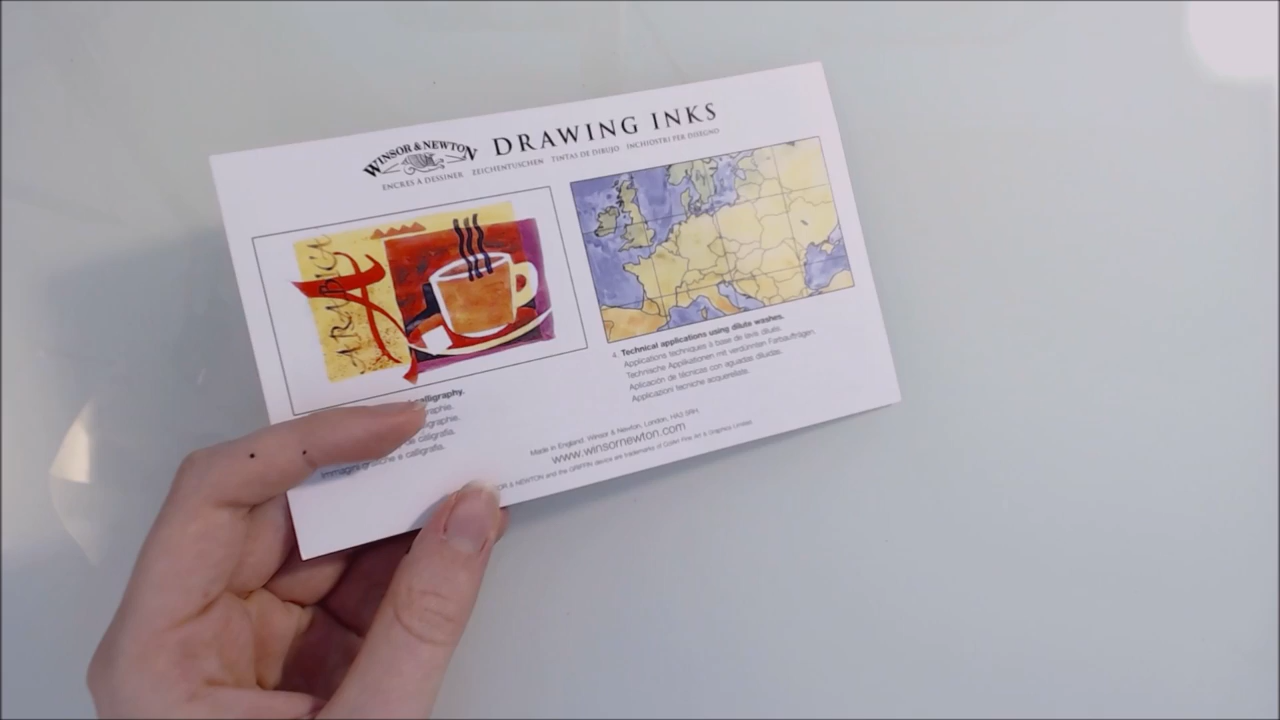 WINSOR & NEWTON
DRAWING INKS
ENCRES À DESSINER ZEICHENTUSCHEN TINTAS DE DIBUJO INCHIOSTRI PER DISEGNO
ARABICA
A
calligraphy.
de caligrafía.
Immagini grafiche e calligrafia.
4. Technical applications using dilute washes.
Applications techniques à base de lavis dilués.
Technische Applikationen mit verdünnten Farbaufträgen.
Aplicación de técnicas con aguadas diluidas.
Applicazioni tecniche acquerellate.
Made in England. Winsor & Newton, London, HA3 5RH.
www.winsornewton.com
& NEWTON and the GRIFFIN device are trademarks of ColArt Fine Art & Graphics Limited.